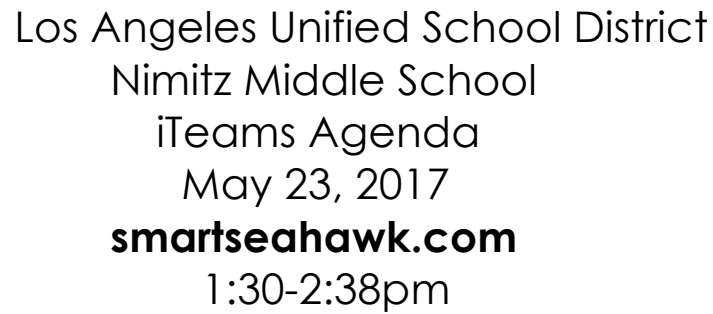 Los Angeles Unified School District
Nimitz Middle School
iTeams Agenda
May 23, 2017
smartseahawk.com
1:30-2:38pm